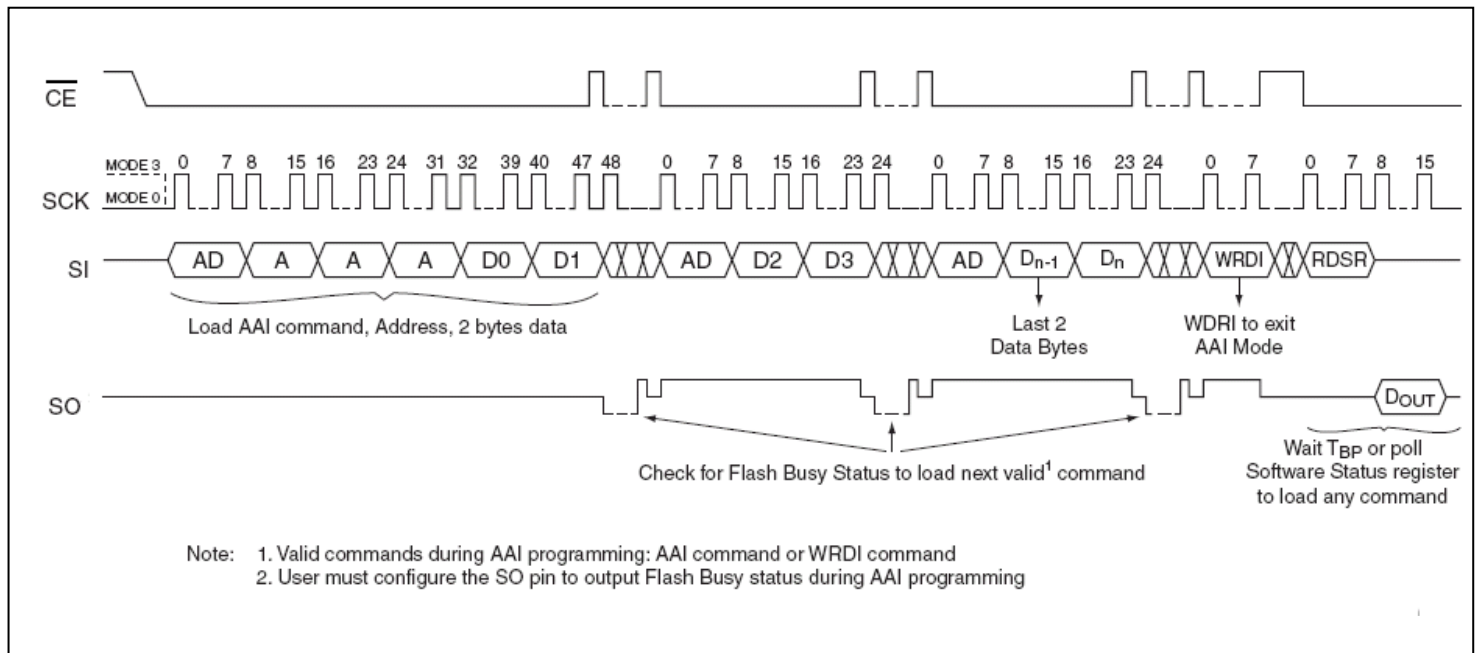 CE
MODE 3 0 7 8 15 16 23 24 31 32 39 40 47 48 0 7 8 15 16 23 24 0 7 8 15 16 23 24 0 7 0 7 8 15
SCK MODE 0
SI AD A A A D0 D1 AD D2 D3 AD Dn-1 Dn WRDI RDSR
Load AAI command, Address, 2 bytes data
Last 2
Data Bytes
WDRI to exit
AAI Mode
SO DOUT
Check for Flash Busy Status to load next valid1 command
Wait TBP or poll
Software Status register
to load any command
Note: 1. Valid commands during AAI programming: AAI command or WRDI command
2. User must configure the SO pin to output Flash Busy status during AAI programming